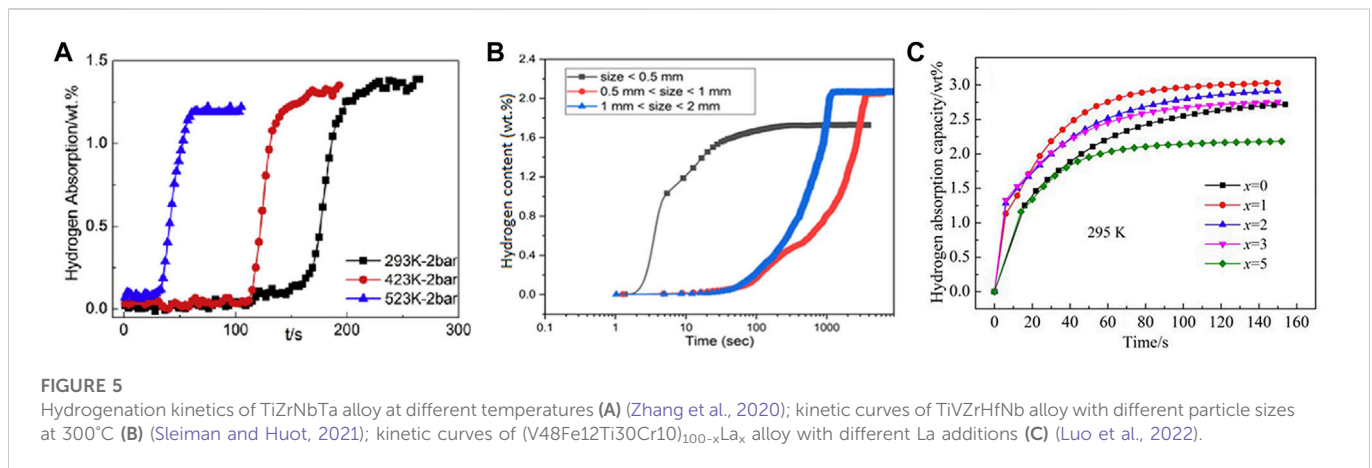 A
Hydrogen Absorption/wt.%
1.5
1.0
0.5
0.0
0
100
200
300
t/s
293K-2bar
423K-2bar
523K-2bar
B
Hydrogen content (wt.%)
2.4
2.0
1.6
1.2
0.8
0.4
0.0
0.1
1
10
100
1000
Time (sec)
size < 0.5 mm
0.5 mm < size < 1 mm
1 mm < size < 2 mm
C
Hydrogen absorption capacity/wt%
3.0
2.5
2.0
1.5
1.0
0.5
0.0
0
20
40
60
80
100
120
140
160
Time/s
295 K
x=0
x=1
x=2
x=3
x=5
FIGURE 5
Hydrogenation kinetics of TiZrNbTa alloy at different temperatures (A) (Zhang et al., 2020); kinetic curves of TiVZrHfNb alloy with different particle sizes
at 300°C (B) (Sleiman and Huot, 2021); kinetic curves of (V48Fe12Ti30Cr10)100-xLax alloy with different La additions (C) (Luo et al., 2022).